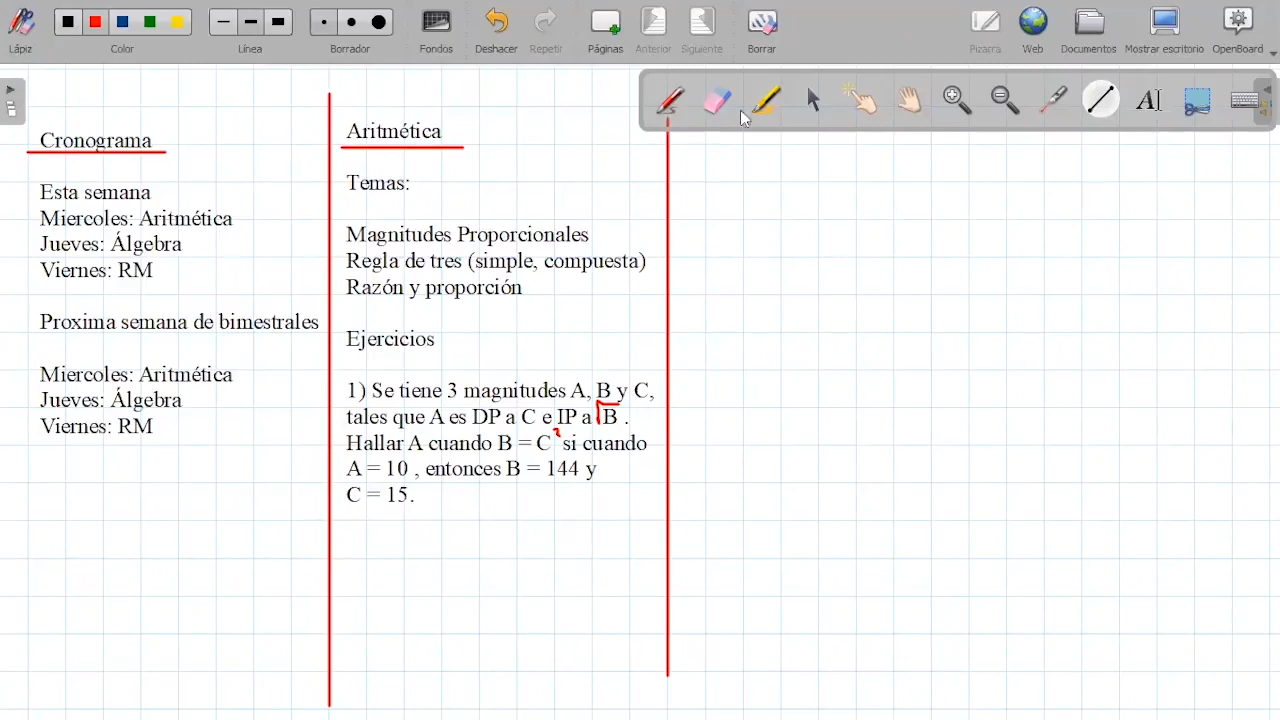 Lápiz
Color
Línea
Borrador
Fondos
Deshacer
Repetir
Páginas
Anterior
Siguiente
Borrar
Pizarra
Web
Documentos
Mostrar escritorio
OpenBoard
Cronograma
Esta semana
Miercoles: Aritmética
Jueves: Álgebra
Viernes: RM
Proxima semana de bimestrales
Miercoles: Aritmética
Jueves: Álgebra
Viernes: RM
Aritmética
Temas:
Magnitudes Proporcionales
Regla de tres (simple, compuesta)
Razón y proporción
Ejercicios
1) Se tiene 3 magnitudes A, B y C,
tales que A es DP a C e IP a √B .
Hallar A cuando B = C² si cuando
A = 10 , entonces B = 144 y
C = 15.